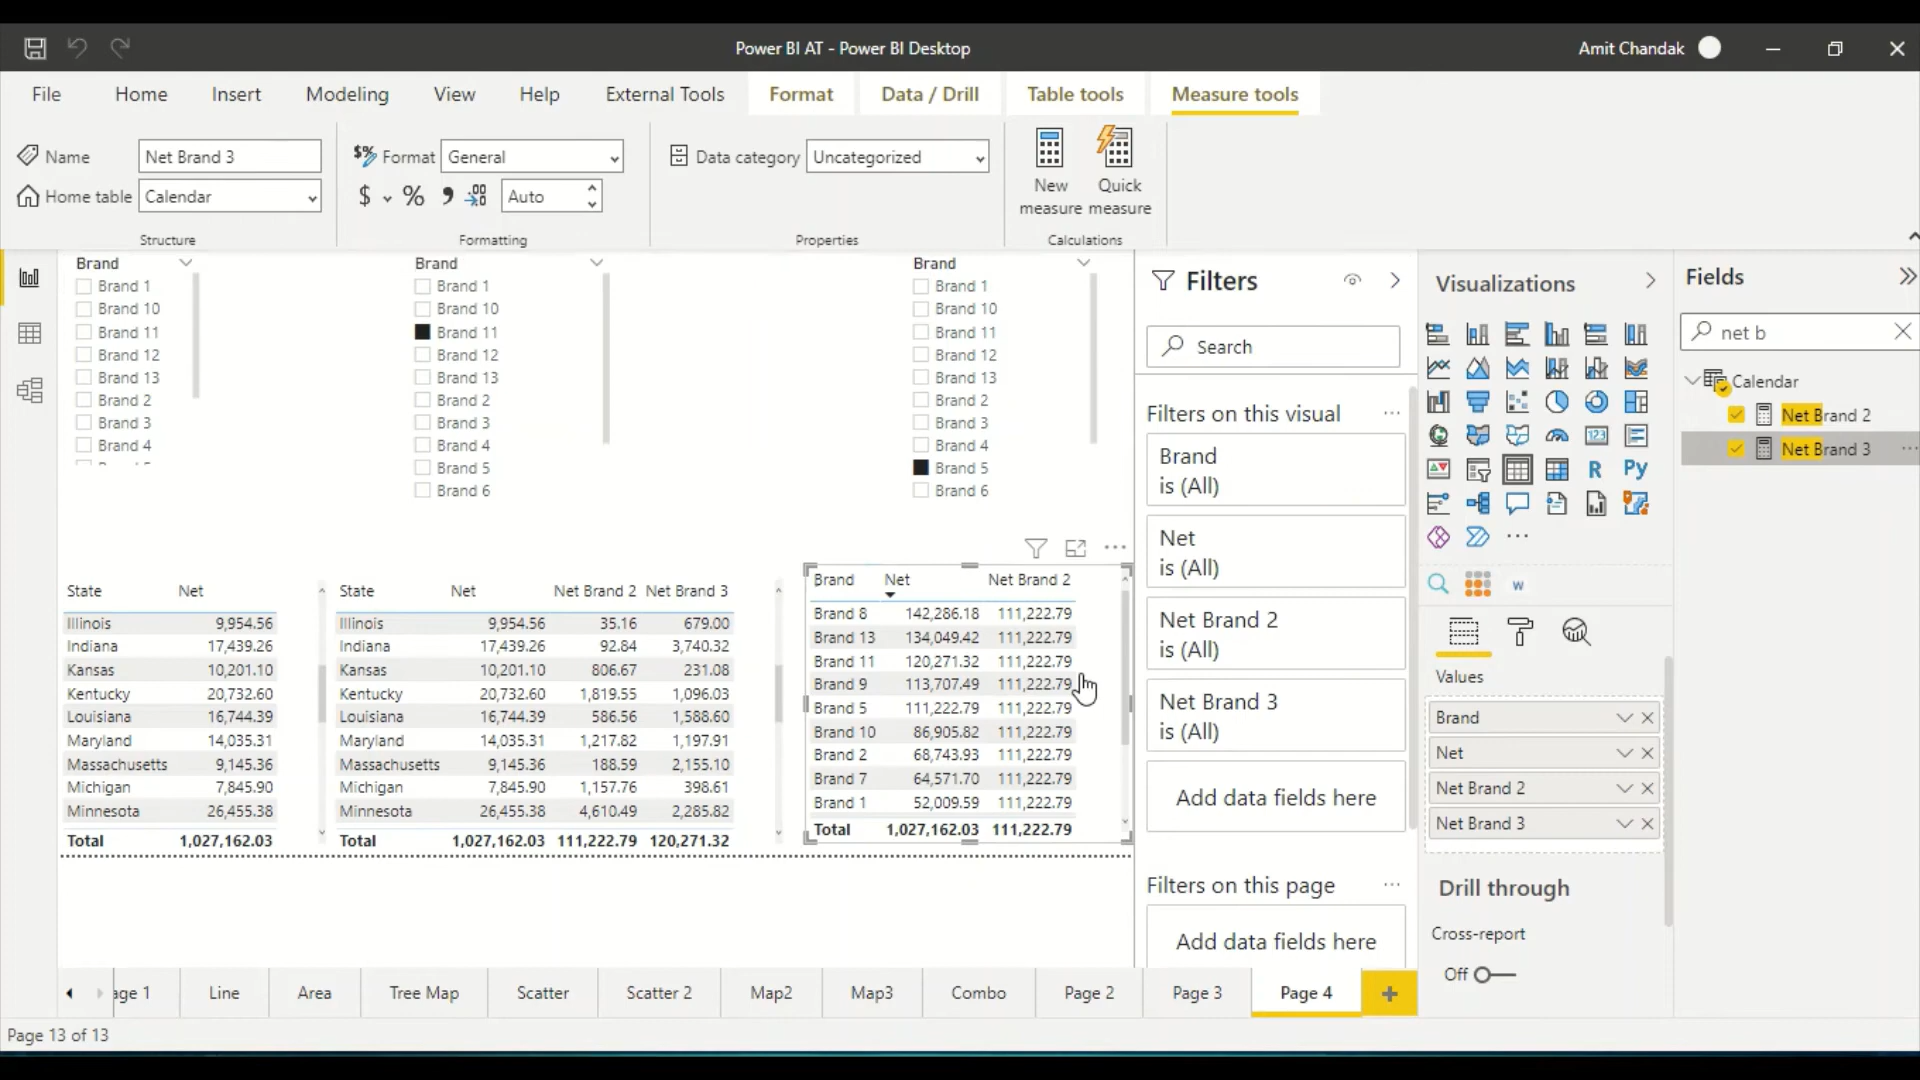 Power BI AT - Power BI Desktop
Amit Chandak
File Home Insert Modeling View Help External Tools Format Data / Drill Table tools Measure tools
Name Net Brand 3
Home table Calendar
Structure
Format General
$ % Auto
Formatting
Data category Uncategorized
Properties
New measure
Quick measure
Calculations
Brand
Brand 1
Brand 10
Brand 11
Brand 12
Brand 13
Brand 2
Brand 3
Brand 4
Brand
Brand 1
Brand 10
Brand 11
Brand 12
Brand 13
Brand 2
Brand 3
Brand 4
Brand 5
Brand 6
Brand
Brand 1
Brand 10
Brand 11
Brand 12
Brand 13
Brand 2
Brand 3
Brand 4
Brand 5
Brand 6
State Net
Illinois 9,954.56
Indiana 17,439.26
Kansas 10,201.10
Kentucky 20,732.60
Louisiana 16,744.39
Maryland 14,035.31
Massachusetts 9,145.36
Michigan 7,845.90
Minnesota 26,455.38
Total 1,027,162.03
State Net Net Brand 2 Net Brand 3
Illinois 9,954.56 35.16 679.00
Indiana 17,439.26 92.84 3,740.32
Kansas 10,201.10 806.67 231.08
Kentucky 20,732.60 1,819.55 1,096.03
Louisiana 16,744.39 586.56 1,588.60
Maryland 14,035.31 1,217.82 1,197.91
Massachusetts 9,145.36 188.59 2,155.10
Michigan 7,845.90 1,157.76 398.61
Minnesota 26,455.38 4,610.49 2,285.82
Total 1,027,162.03 111,222.79 120,271.32
Brand Net Net Brand 2
Brand 8 142,286.18 111,222.79
Brand 13 134,049.42 111,222.79
Brand 11 120,271.32 111,222.79
Brand 9 113,707.49 111,222.79
Brand 5 111,222.79 111,222.79
Brand 10 86,905.82 111,222.79
Brand 2 68,743.93 111,222.79
Brand 7 64,571.70 111,222.79
Brand 1 52,009.59 111,222.79
Total 1,027,162.03 111,222.79
Filters
Search
Filters on this visual
Brand
is (All)
Net
is (All)
Net Brand 2
is (All)
Net Brand 3
is (All)
Add data fields here
Filters on this page
Add data fields here
Visualizations
R Py
W
Values
Brand
Net
Net Brand 2
Net Brand 3
Drill through
Cross-report
Off
Fields
net b
Calendar
Net Brand 2
Net Brand 3
age 1 Line Area Tree Map Scatter Scatter 2 Map2 Map3 Combo Page 2 Page 3 Page 4
Page 13 of 13